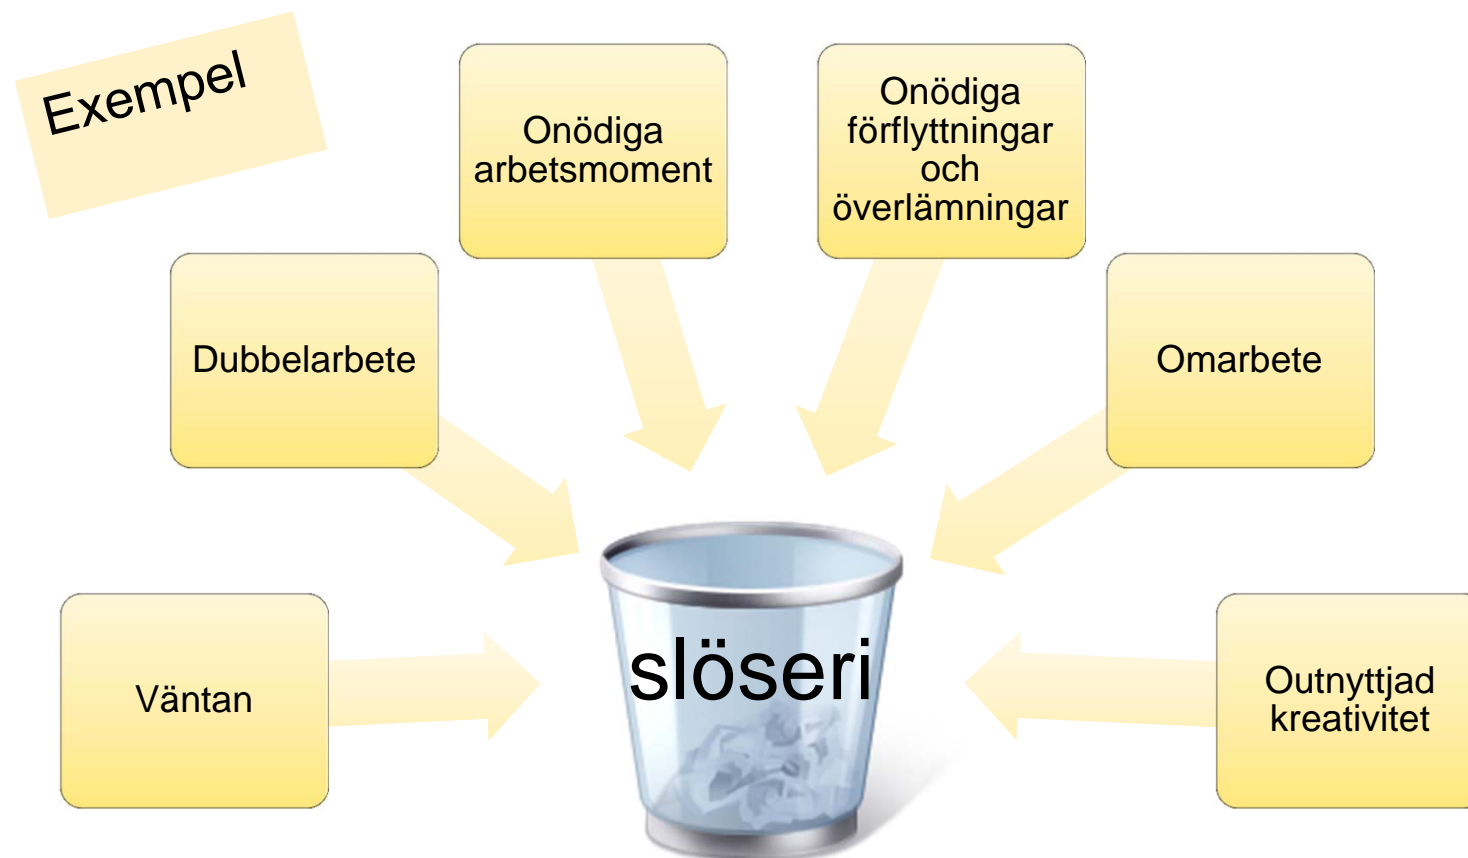 Exempel
Onödiga
arbetsmoment
Onödiga
förflyttningar
och
överlämningar
Dubbelarbete
Omarbete
Väntan
slöseri
Outnyttjad
kreativitet